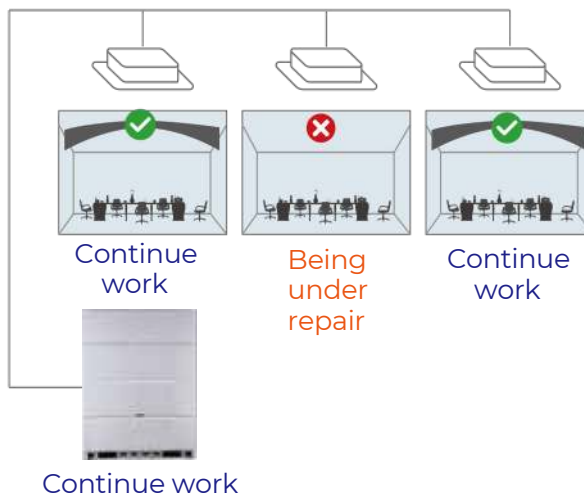 Continue
work
Being
under
repair
Continue
work
Continue work